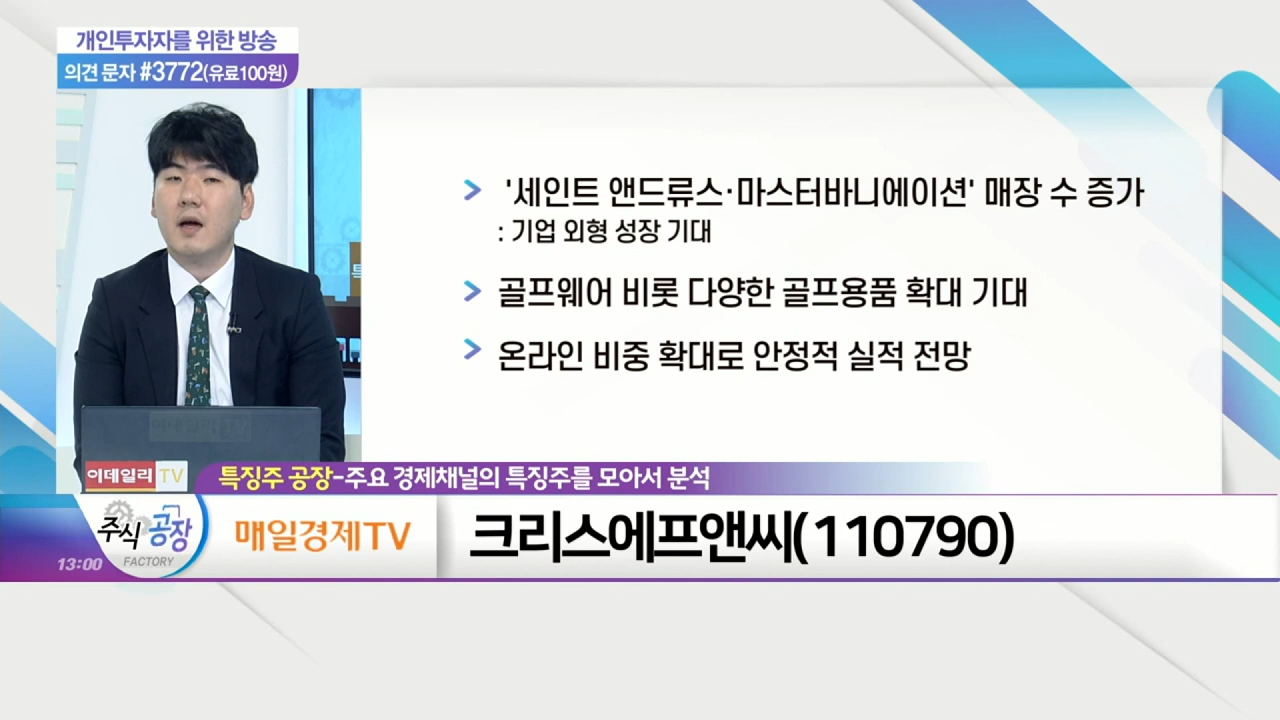 개인투자자를 위한 방송
의견 문자 #3772(유료100원)
'세인트 앤드류스·마스터바니에이션' 매장 수 증가
: 기업 외형 성장 기대
골프웨어 비롯 다양한 골프용품 확대 기대
온라인 비중 확대로 안정적 실적 전망
이데일리 TV
특징주 공장-주요 경제채널의 특징주를 모아서 분석
주식 공장
FACTORY
13:00
매일경제TV
크리스에프앤씨(110790)